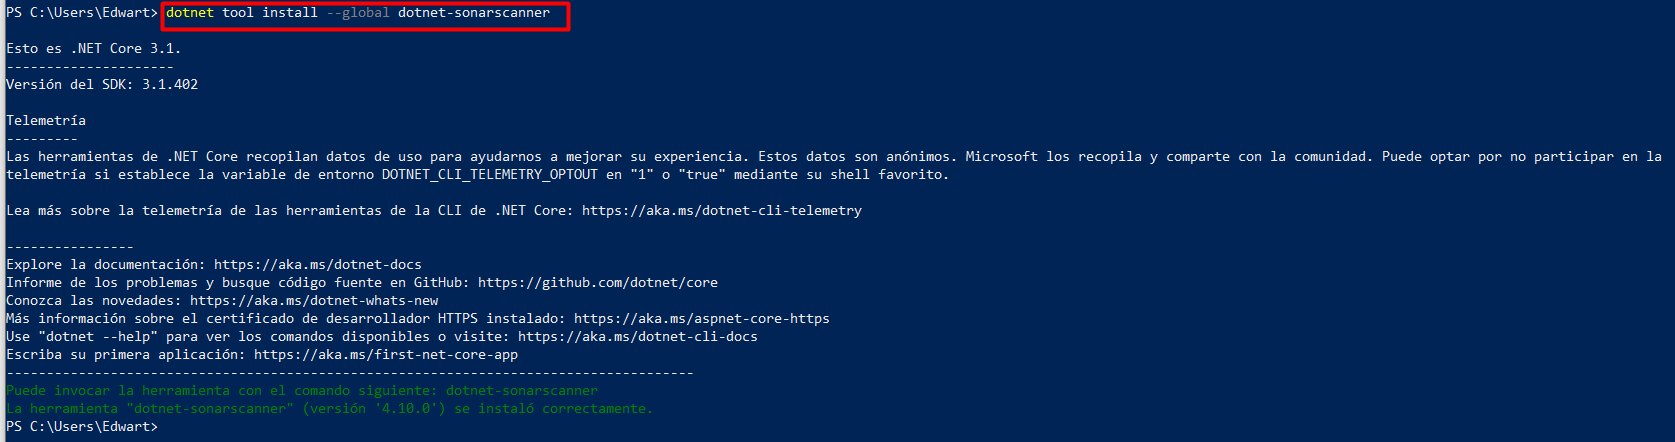 PS C:\Users\Edwart> dotnet tool install --global dotnet-sonarscanner
Esto es .NET Core 3.1.
---------------------
Versión del SDK: 3.1.402
Telemetría
---------
Las herramientas de .NET Core recopilan datos de uso para ayudarnos a mejorar su experiencia. Estos datos son anónimos. Microsoft los recopila y comparte con la comunidad. Puede optar por no participar en la
telemetría si establece la variable de entorno DOTNET_CLI_TELEMETRY_OPTOUT en "1" o "true" mediante su shell favorito.
Lea más sobre la telemetría de las herramientas de la CLI de .NET Core: https://aka.ms/dotnet-cli-telemetry
----------------
Explore la documentación: https://aka.ms/dotnet-docs
Informe de los problemas y busque código fuente en GitHub: https://github.com/dotnet/core
Conozca las novedades: https://aka.ms/dotnet-whats-new
Más información sobre el certificado de desarrollador HTTPS instalado: https://aka.ms/aspnet-core-https
Use "dotnet --help" para ver los comandos disponibles o visite: https://aka.ms/dotnet-cli-docs
Escriba su primera aplicación: https://aka.ms/first-net-core-app
--------------------------------------------------------------------------------------
Puede invocar la herramienta con el comando siguiente: dotnet-sonarscanner
La herramienta "dotnet-sonarscanner" (versión '4.10.0') se instaló correctamente.
PS C:\Users\Edwart>